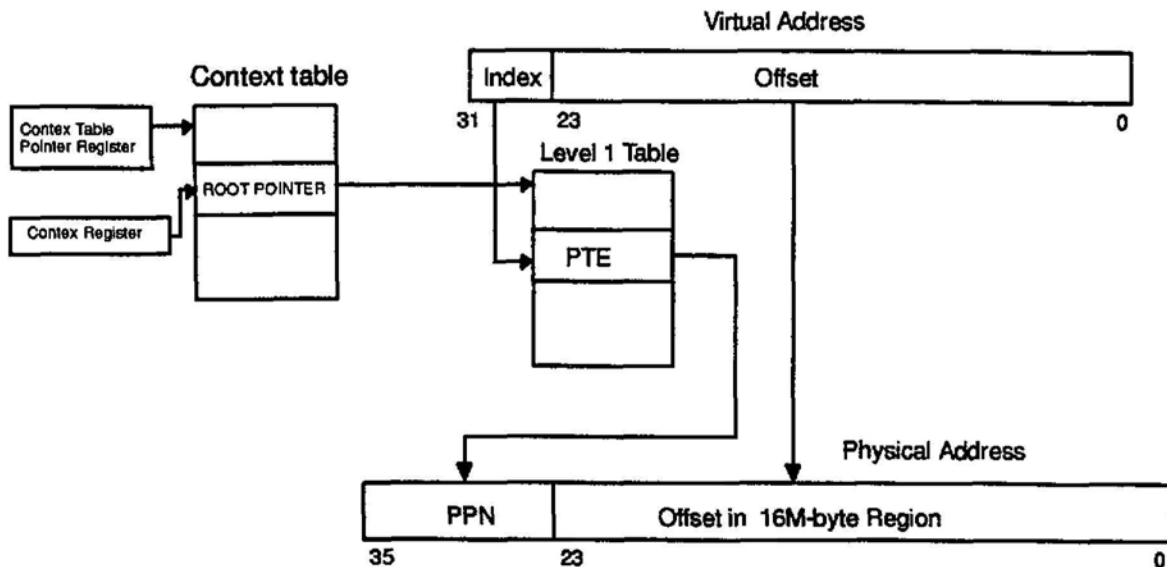 Virtual Address
Index
Offset
31
23
0
Context table
Contex Table
Pointer Register
ROOT POINTER
Contex Register
Level 1 Table
PTE
Physical Address
PPN
Offset in 16M-byte Region
35
23
0